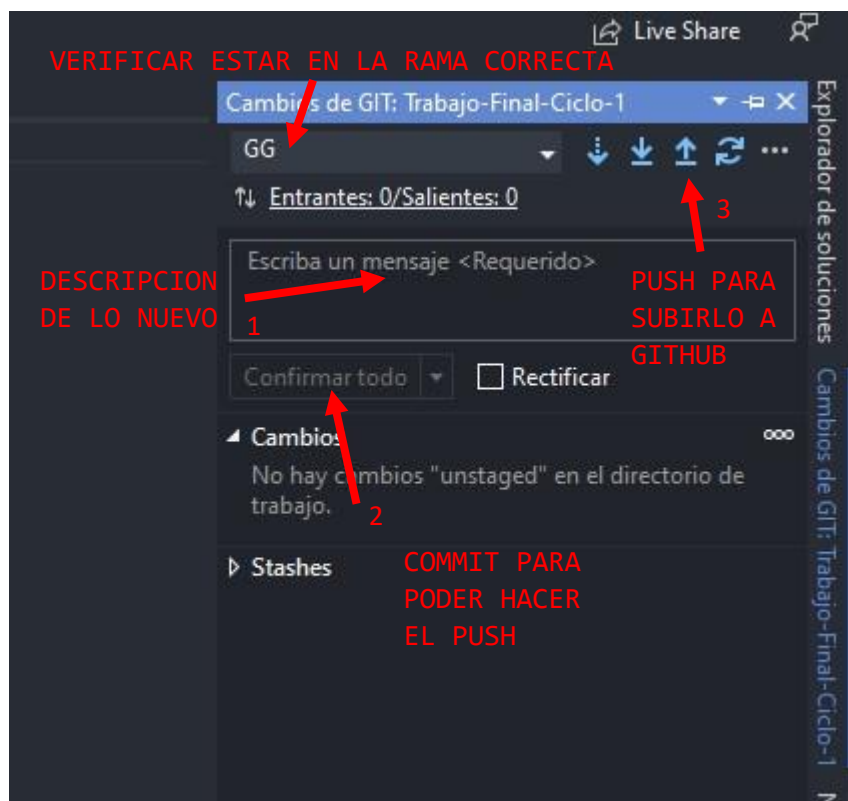 Live Share
VERIFICAR ESTAR EN LA RAMA CORRECTA
Cambios de GIT: Trabajo-Final-Ciclo-1
GG
Entrantes: 0/Salientes: 0
3
Escriba un mensaje <Requerido>
DESCRIPCION
DE LO NUEVO
1
PUSH PARA
SUBIRLO A
GITHUB
Confirmar todo
Rectificar
Cambios
No hay cambios "unstaged" en el directorio de
trabajo.
2
Stashes
COMMIT PARA
PODER HACER
EL PUSH
Explorador de soluciones
Cambios de GIT: Trabajo-Final-Ciclo-1